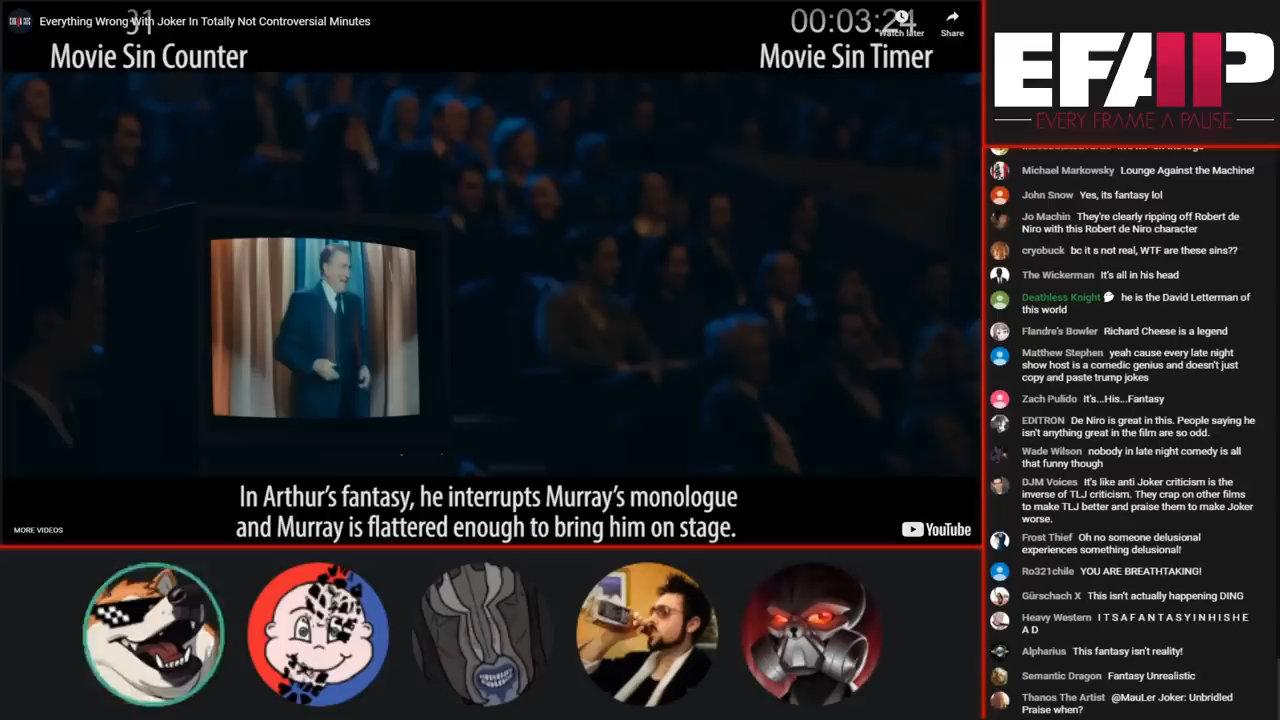 Everything Wrong With Joker In Totally Not Controversial Minutes
31
Movie Sin Counter
00:03:24
Movie Sin Timer
Watch later
Share
In Arthur's fantasy, he interrupts Murray's monologue
and Murray is flattered enough to bring him on stage.
MORE VIDEOS
YouTube
EFAP
EVERY FRAME A PAUSE
Michael Markowsky Lounge Against the Machine!
John Snow Yes, its fantasy lol
Jo Machin They're clearly ripping off Robert de
Niro with this Robert de Niro character
cryobuck bc it s not real, WTF are these sins??
The Wickerman It's all in his head
Deathless Knight he is the David Letterman of
this world
Flandre's Bowler Richard Cheese is a legend
Matthew Stephen yeah cause every late night
show host is a comedic genius and doesn't just
copy and paste trump jokes
Zach Pulido It's...His...Fantasy
EDITRON De Niro is great in this. People saying he
isn't anything great in the film are so odd.
Wade Wilson nobody in late night comedy is all
that funny though
DJM Voices It's like anti Joker criticism is the
inverse of TLJ criticism. They crap on other films
to make TLJ better and praise them to make Joker
worse.
Frost Thief Oh no someone delusional
experiences something delusional!
Ro321chile YOU ARE BREATHTAKING!
Gürschach X This isn't actually happening DING
Heavy Western I T S A F A N T A S Y I N H I S H E
A D
Alpharius This fantasy isn't reality!
Semantic Dragon Fantasy Unrealistic
Thanos The Artist @MauLer Joker: Unbridled
Praise when?